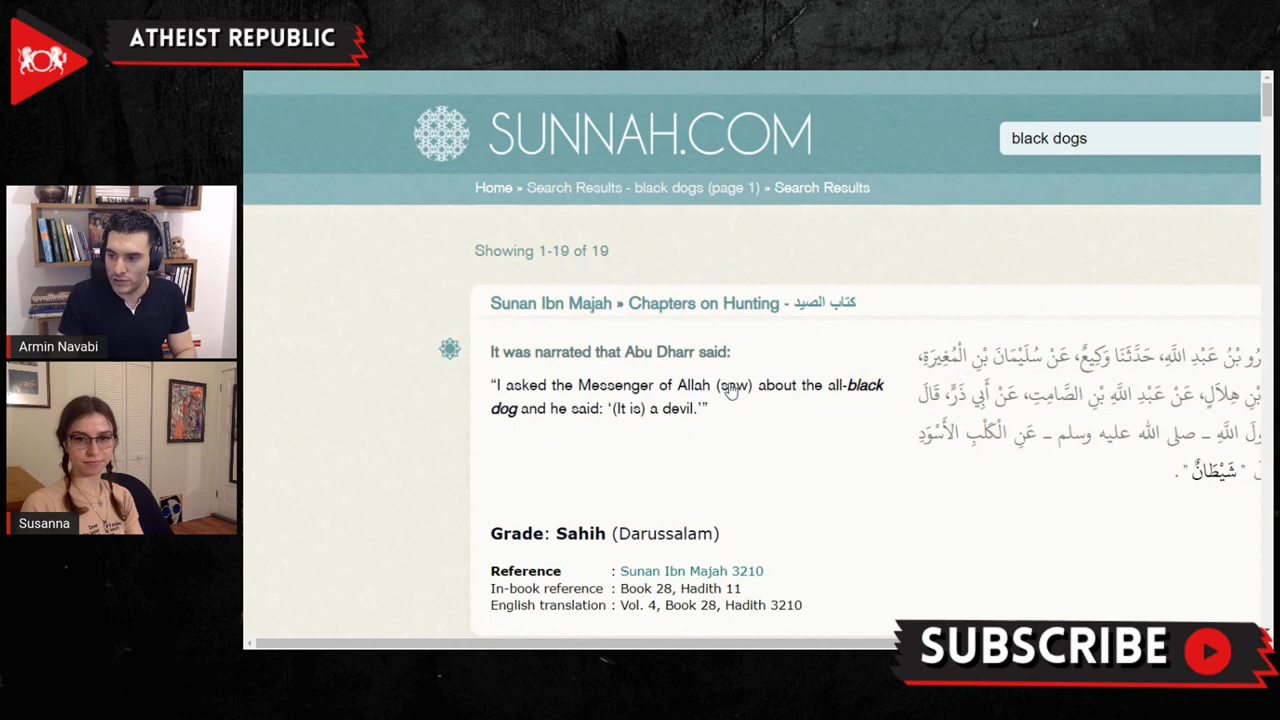 ATHEIST REPUBLIC
SUNNAH.COM
black dogs
Home » Search Results - black dogs (page 1) » Search Results
Showing 1-19 of 19
Sunan Ibn Majah » Chapters on Hunting - كتاب الصيد
It was narrated that Abu Dharr said:
“I asked the Messenger of Allah (saw) about the all-black
dog and he said: ‘(It is) a devil.’”
رُو بْنُ عَبْدِ اللَّهِ، حَدَّثَنَا وَكِيعٌ، عَنْ سُلَيْمَانَ بْنِ الْمُغِيرَةِ،
بْنِ هِلاَلٍ، عَنْ عَبْدِ اللَّهِ بْنِ الصَّامِتِ، عَنْ أَبِي ذَرٍّ، قَالَ
ولَ اللَّهِ ـ صلى الله عليه وسلم ـ عَنِ الْكَلْبِ الأَسْوَدِ
" شَيْطَانٌ " .
Grade: Sahih (Darussalam)
Reference : Sunan Ibn Majah 3210
In-book reference : Book 28, Hadith 11
English translation : Vol. 4, Book 28, Hadith 3210
Armin Navabi
Susanna
SUBSCRIBE